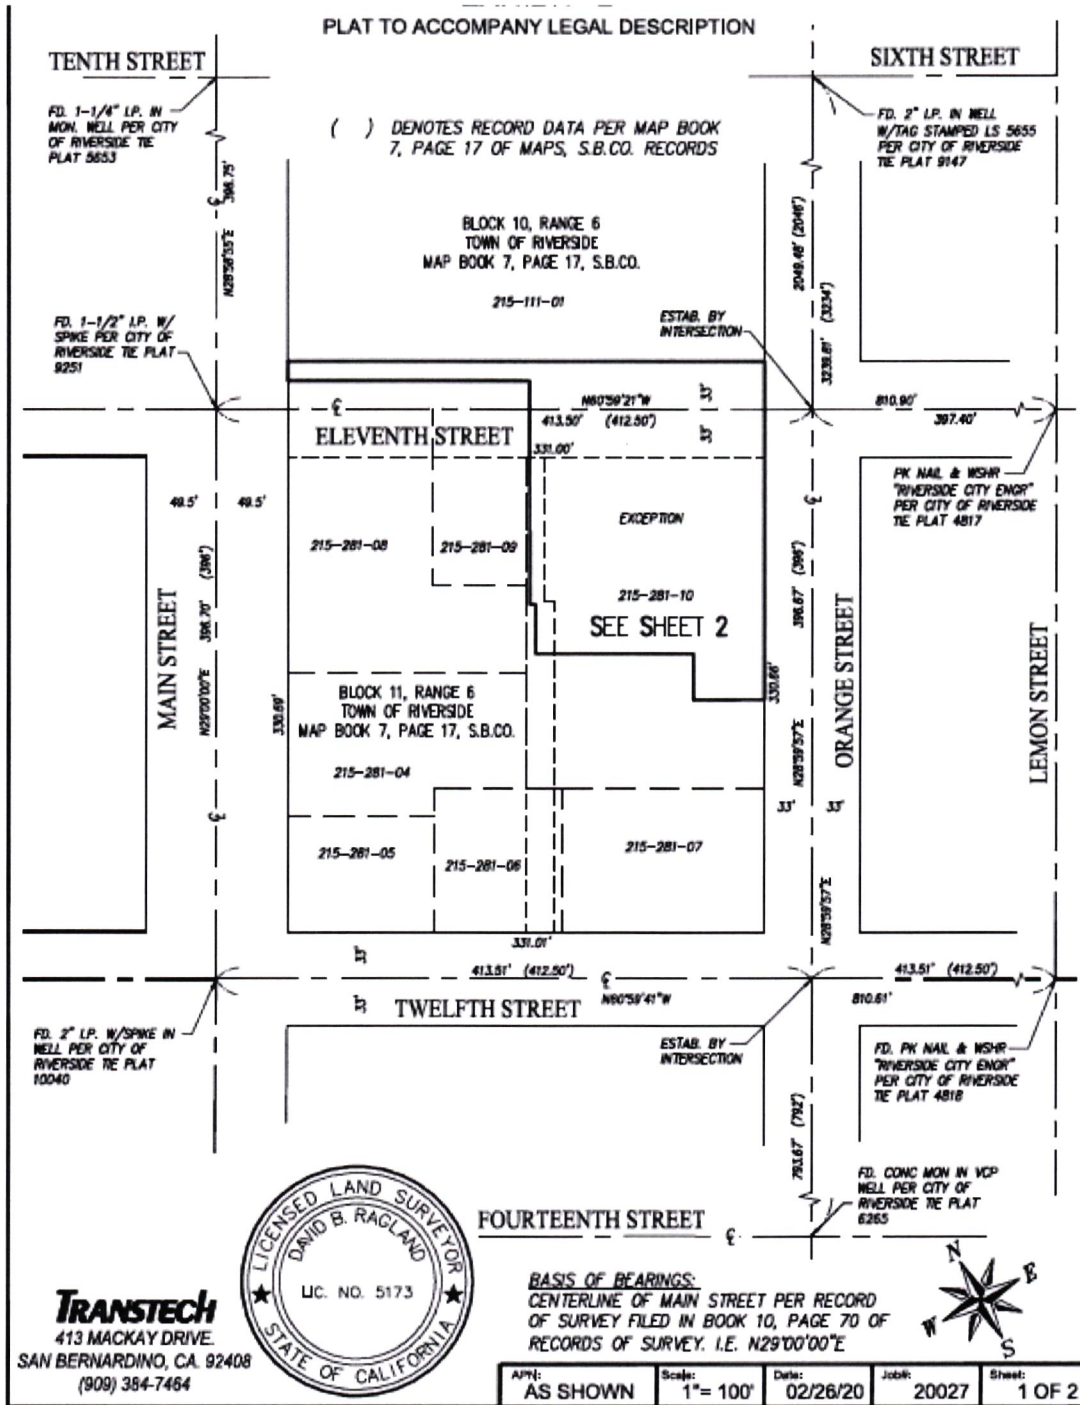 PLAT TO ACCOMPANY LEGAL DESCRIPTION
TENTH STREET
SIXTH STREET
FD. 1-1/4" I.P. IN
MON. WELL PER CITY
OF RIVERSIDE TIE
PLAT 5653
( ) DENOTES RECORD DATA PER MAP BOOK
7, PAGE 17 OF MAPS, S.B.CO. RECORDS
FD. 2" I.P. IN WELL
W/TAG STAMPED LS 5655
PER CITY OF RIVERSIDE
TIE PLAT 9147
398.75'
N28°58'55"E
BLOCK 10, RANGE 6
TOWN OF RIVERSIDE
MAP BOOK 7, PAGE 17, S.B.CO.
215-111-01
2049.48' (2046')
3239.81' (3234')
ESTAB. BY
INTERSECTION
FD. 1-1/2" I.P. W/
SPIKE PER CITY OF
RIVERSIDE TIE PLAT
9251
N60°59'21"W
33'
413.50' (412.50')
33'
810.90'
397.40'
ELEVENTH STREET
331.00'
PK NAIL & WSHR
"RIVERSIDE CITY ENGR"
PER CITY OF RIVERSIDE
TIE PLAT 4817
49.5'
49.5'
EXCEPTION
215-281-08
215-281-09
215-281-10
SEE SHEET 2
396.70' (396')
N29°00'00"E
MAIN STREET
396.67' (396')
N28°59'57"E
ORANGE STREET
LEMON STREET
330.69'
330.66'
BLOCK 11, RANGE 6
TOWN OF RIVERSIDE
MAP BOOK 7, PAGE 17, S.B.CO.
215-281-04
33'
33'
215-281-05
215-281-06
215-281-07
N28°59'57"E
331.01'
33'
413.51' (412.50')
413.51' (412.50')
33'
TWELFTH STREET
N60°59'41"W
810.61'
FD. 2" I.P. W/SPIKE IN
WELL PER CITY OF
RIVERSIDE TIE PLAT
10040
ESTAB. BY
INTERSECTION
FD. PK NAIL & WSHR
"RIVERSIDE CITY ENGR"
PER CITY OF RIVERSIDE
TIE PLAT 4818
793.67' (792')
FD. CONC MON IN VCP
WELL PER CITY OF
RIVERSIDE TIE PLAT
6265
FOURTEENTH STREET
LICENSED LAND SURVEYOR
DAVID B. RAGLAND
LIC. NO. 5173
STATE OF CALIFORNIA
N
E
W
S
BASIS OF BEARINGS:
CENTERLINE OF MAIN STREET PER RECORD
OF SURVEY FILED IN BOOK 10, PAGE 70 OF
RECORDS OF SURVEY. I.E. N29°00'00"E
TRANSTECH
413 MACKAY DRIVE.
SAN BERNARDINO, CA. 92408
(909) 384-7464
APN:
AS SHOWN
Scale:
1"= 100'
Date:
02/26/20
Job#:
20027
Sheet:
1 OF 2